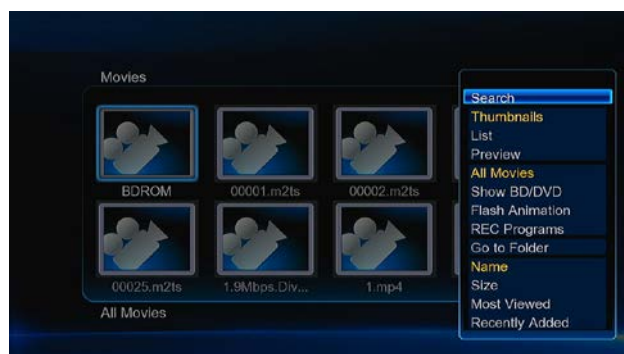 Movies
BDROM
00001.m2ts
00002.m2ts
00025.m2ts
1.9Mbps.Div...
1.mp4
All Movies
Search
Thumbnails
List
Preview
All Movies
Show BD/DVD
Flash Animation
REC Programs
Go to Folder
Name
Size
Most Viewed
Recently Added